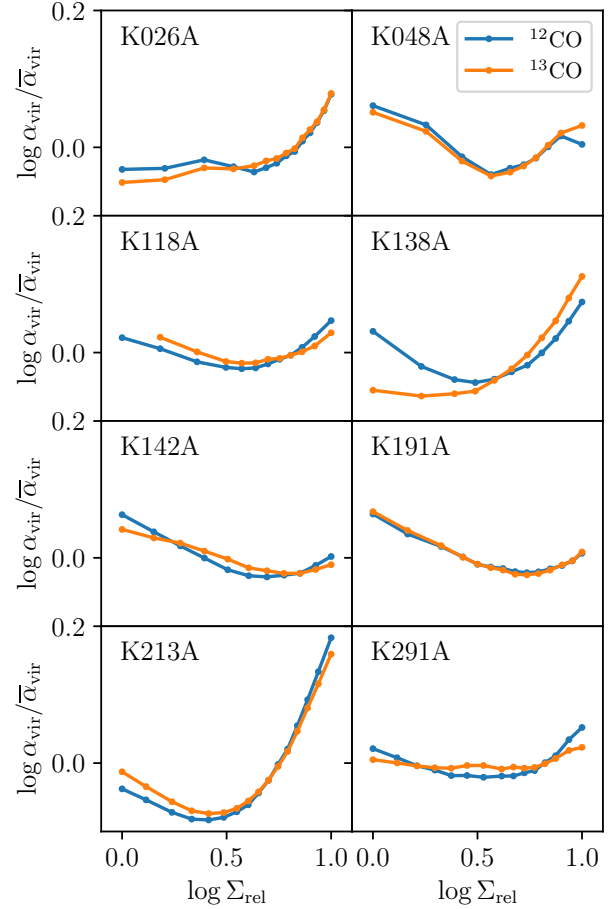 0.2
K026A
K048A
¹²CO
¹³CO
log α_vir/ᾱ_vir
0.0
0.2
K118A
K138A
log α_vir/ᾱ_vir
0.0
0.2
K142A
K191A
log α_vir/ᾱ_vir
0.0
0.2
K213A
K291A
log α_vir/ᾱ_vir
0.0
0.0 0.5 1.0 0.0 0.5 1.0
log Σ_rel log Σ_rel